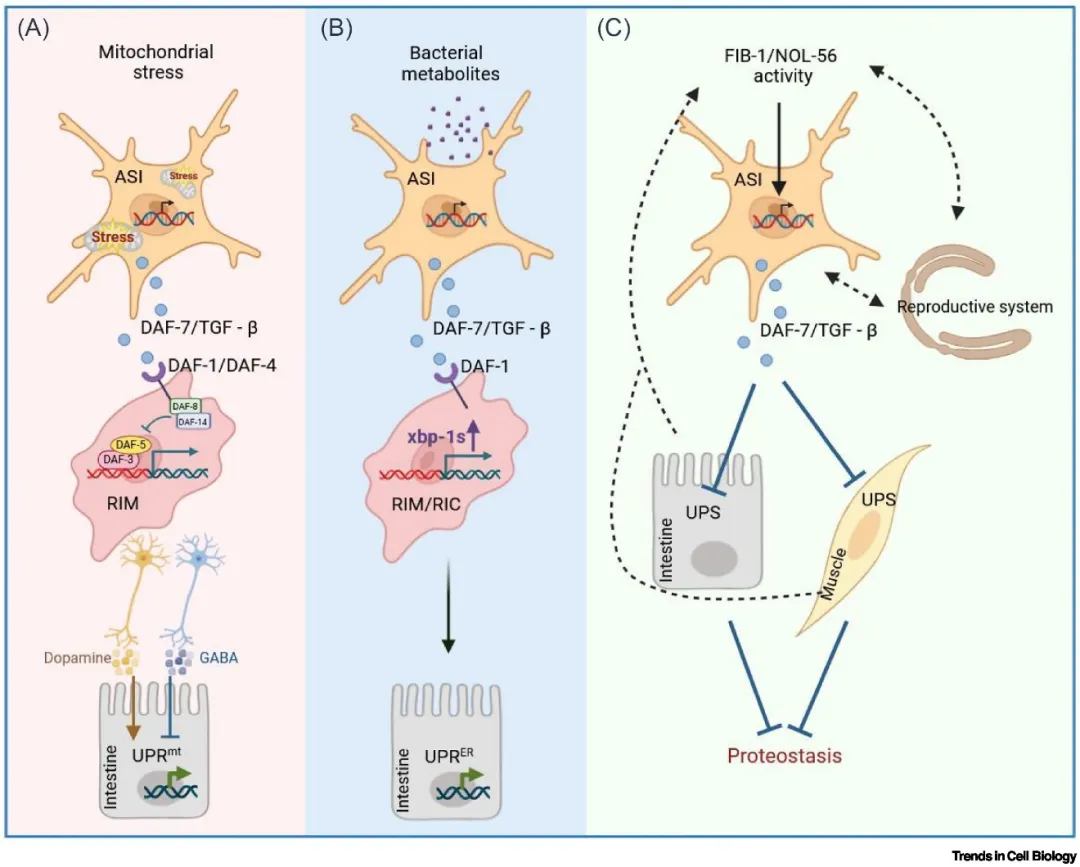 (A)
Mitochondrial
stress
ASI
Stress
Stress
DAF-7/TGF - β
DAF-1/DAF-4
DAF-8
DAF-14
DAF-5
DAF-3
RIM
Dopamine
GABA
Intestine
UPRmt
(B)
Bacterial
metabolites
ASI
DAF-7/TGF - β
DAF-1
xbp-1s
RIM/RIC
Intestine
UPRER
(C)
FIB-1/NOL-56
activity
ASI
Reproductive system
DAF-7/TGF - β
UPS
Intestine
UPS
Muscle
Proteostasis
Trends in Cell Biology